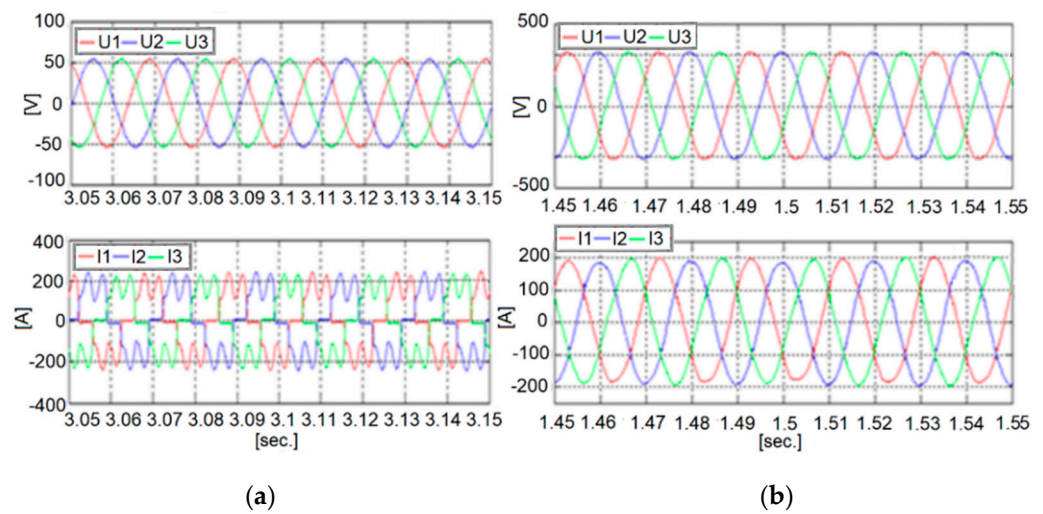 100
50
0
-50
-100
[V]
U1 U2 U3
3.05 3.06 3.07 3.08 3.09 3.1 3.11 3.12 3.13 3.14 3.15
400
200
0
-200
-400
[A]
I1 I2 I3
3.05 3.06 3.07 3.08 3.09 3.1 3.11 3.12 3.13 3.14 3.15
[sec.]
(a)
500
0
-500
[V]
U1 U2 U3
1.45 1.46 1.47 1.48 1.49 1.5 1.51 1.52 1.53 1.54 1.55
200
100
0
-100
-200
[A]
I1 I2 I3
1.45 1.46 1.47 1.48 1.49 1.5 1.51 1.52 1.53 1.54 1.55
[sec.]
(b)